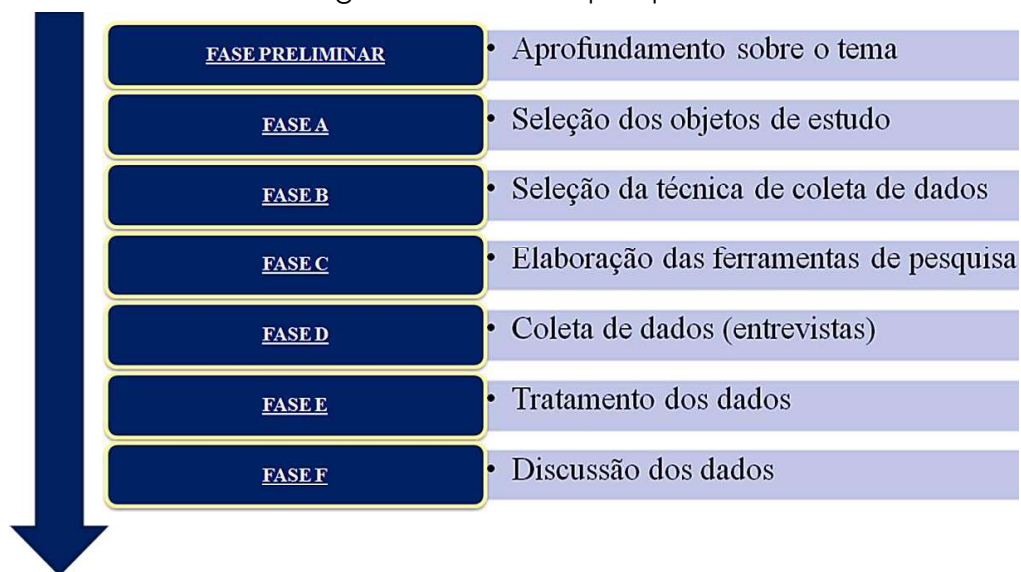 FASE PRELIMINAR • Aprofundamento sobre o tema
FASE A • Seleção dos objetos de estudo
FASE B • Seleção da técnica de coleta de dados
FASE C • Elaboração das ferramentas de pesquisa
FASE D • Coleta de dados (entrevistas)
FASE E • Tratamento dos dados
FASE F • Discussão dos dados